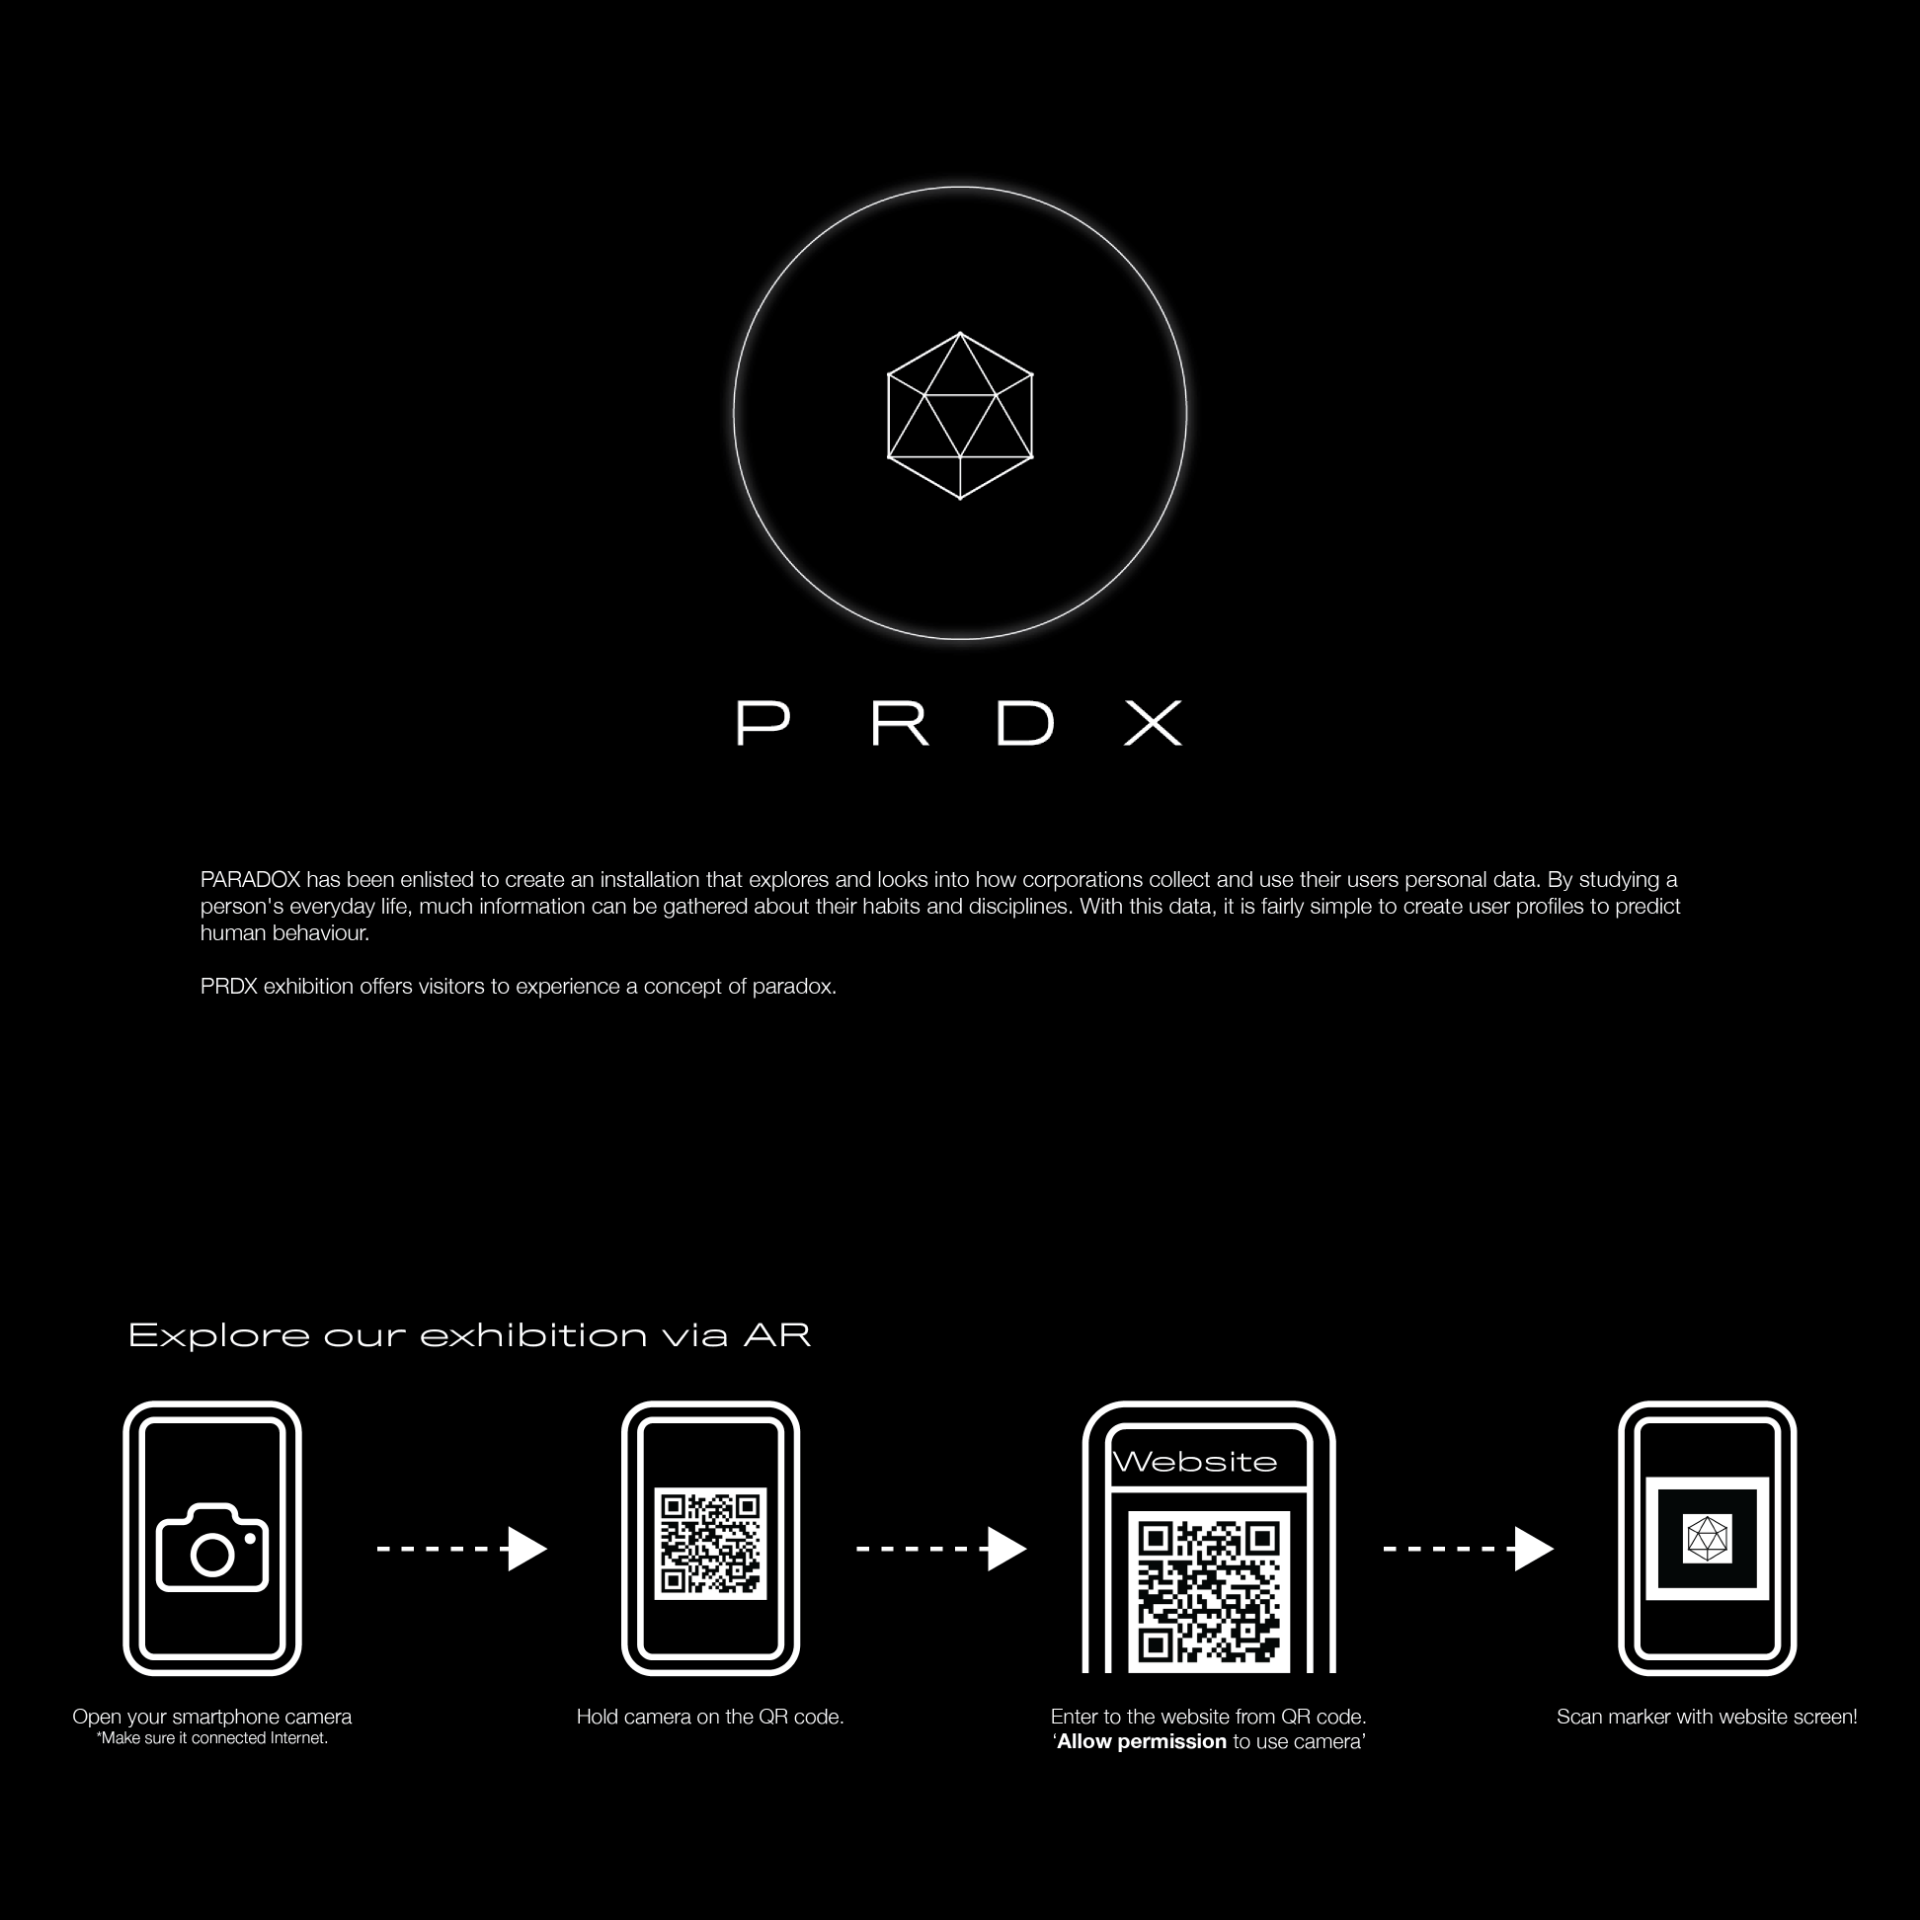 P R D X
PARADOX has been enlisted to create an installation that explores and looks into how corporations collect and use their users personal data. By studying a
person's everyday life, much information can be gathered about their habits and disciplines. With this data, it is fairly simple to create user profiles to predict
human behaviour.
PRDX exhibition offers visitors to experience a concept of paradox.
Explore our exhibition via AR
Website
Open your smartphone camera
*Make sure it connected Internet.
Hold camera on the QR code.
Enter to the website from QR code.
‘Allow permission to use camera’
Scan marker with website screen!